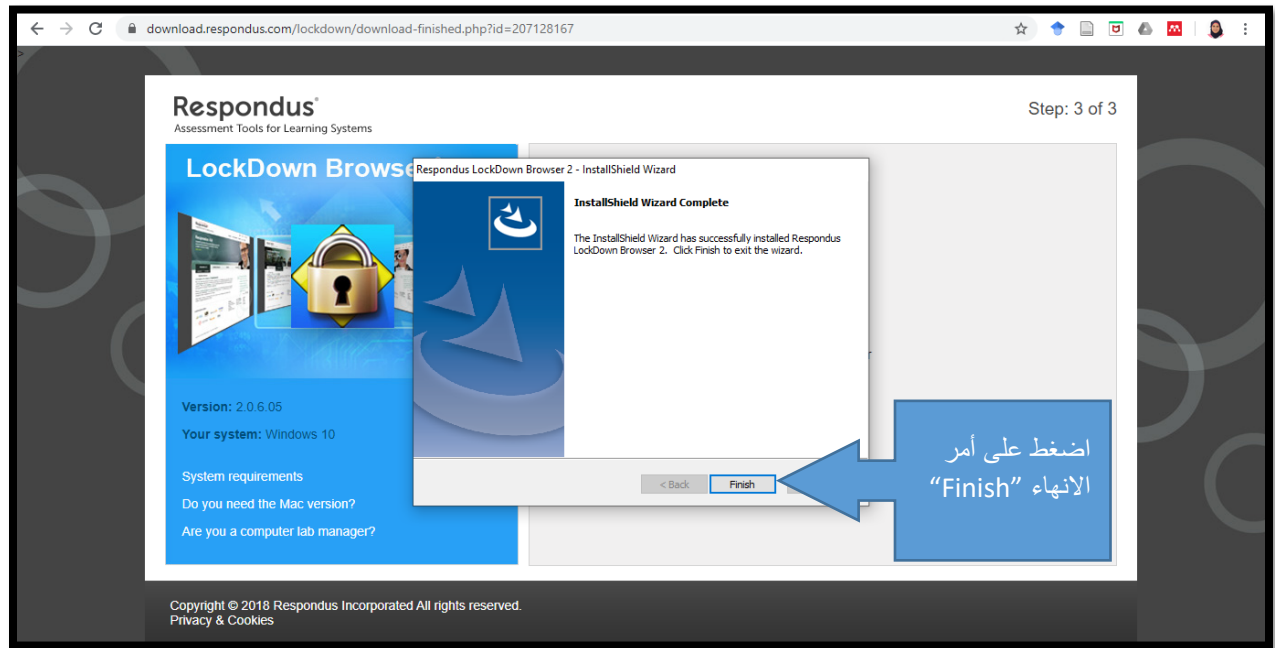 download.respondus.com/lockdown/download-finished.php?id=207128167
>
Respondus®
Assessment Tools for Learning Systems
Step: 3 of 3
LockDown Browse
Respondus LockDown Browser 2 - InstallShield Wizard
InstallShield Wizard Complete
The InstallShield Wizard has successfully installed Respondus
LockDown Browser 2. Click Finish to exit the wizard.
Version: 2.0.6.05
Your system: Windows 10
System requirements
Do you need the Mac version?
Are you a computer lab manager?
< Back
Finish
اضغط على أمر
الانهاء “Finish”
Copyright © 2018 Respondus Incorporated All rights reserved.
Privacy & Cookies